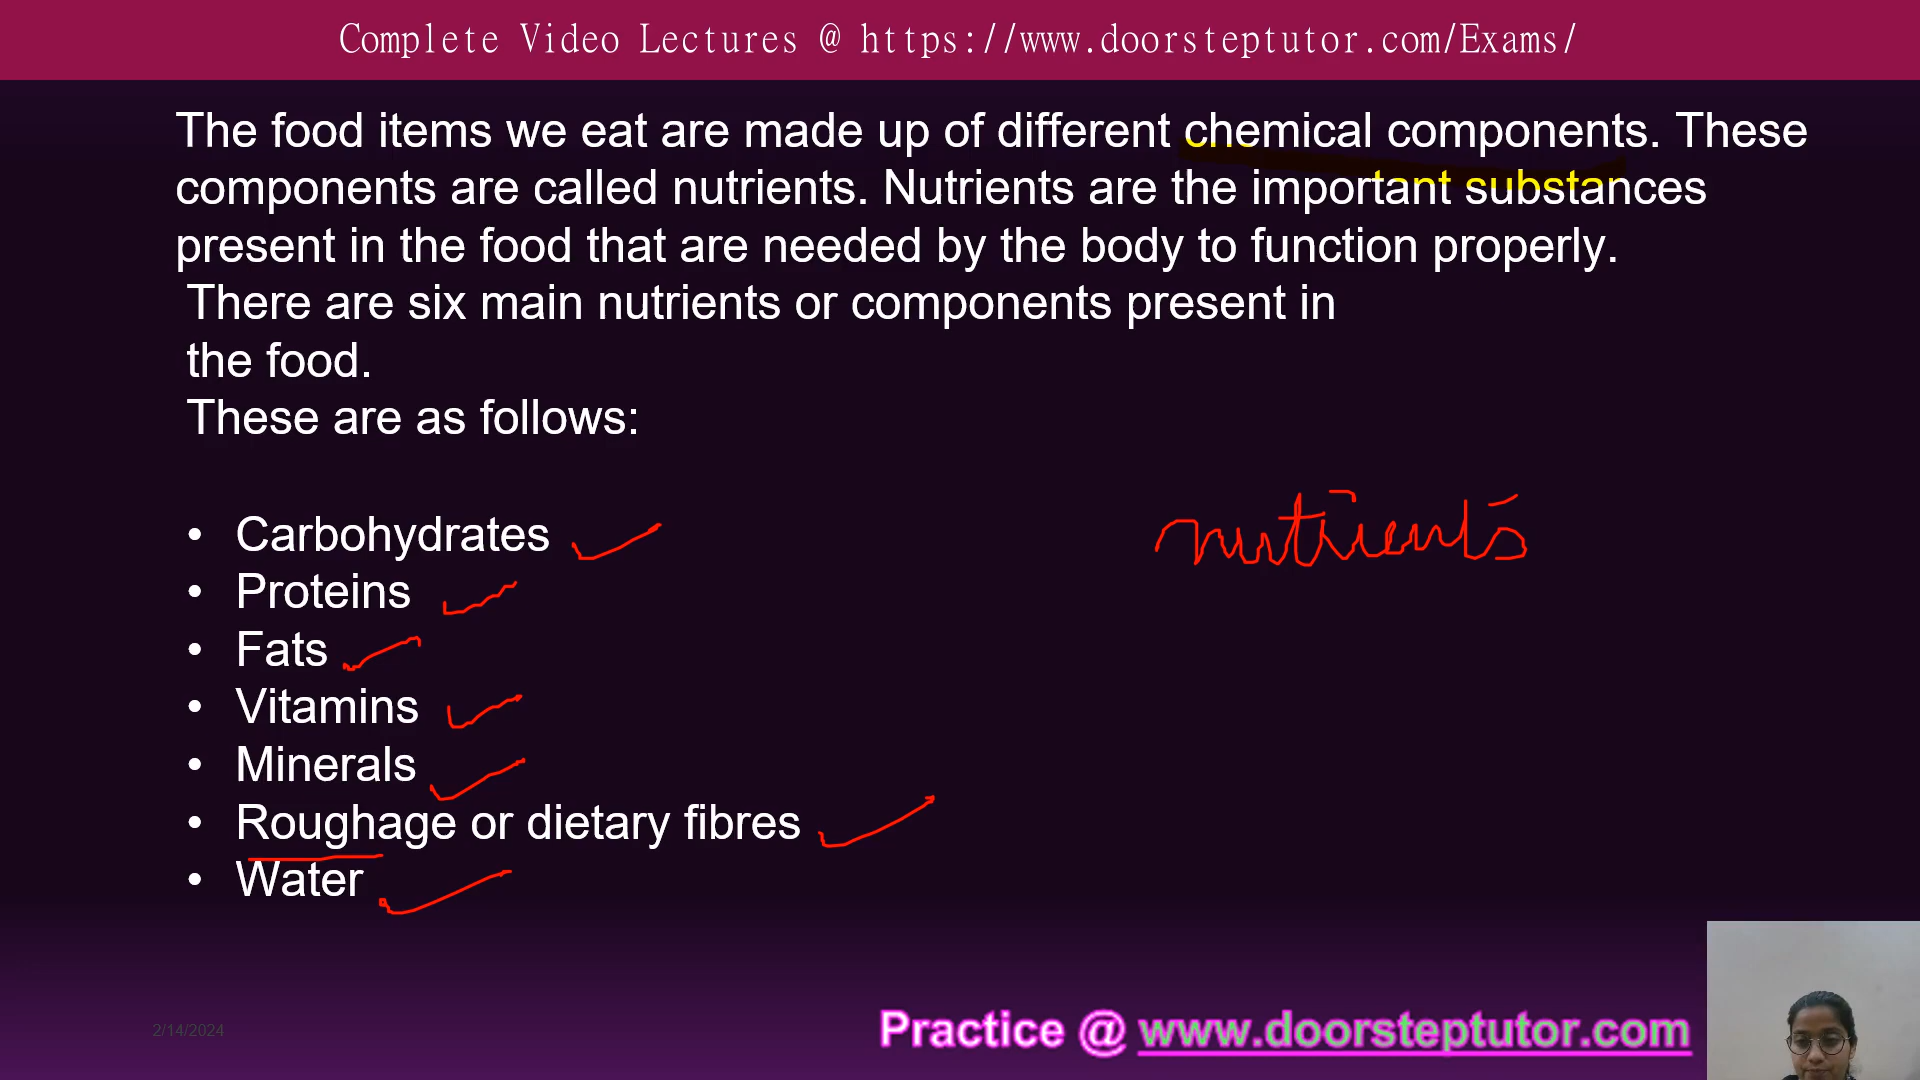 Complete Video Lectures @ https://www.doorsteptutor.com/Exams/
The food items we eat are made up of different chemical components. These
components are called nutrients. Nutrients are the important substances
present in the food that are needed by the body to function properly.
There are six main nutrients or components present in
the food.
These are as follows:
• Carbohydrates
• Proteins
• Fats
• Vitamins
• Minerals
• Roughage or dietary fibres
• Water
nutrients
2/14/2024
Practice @ www.doorsteptutor.com